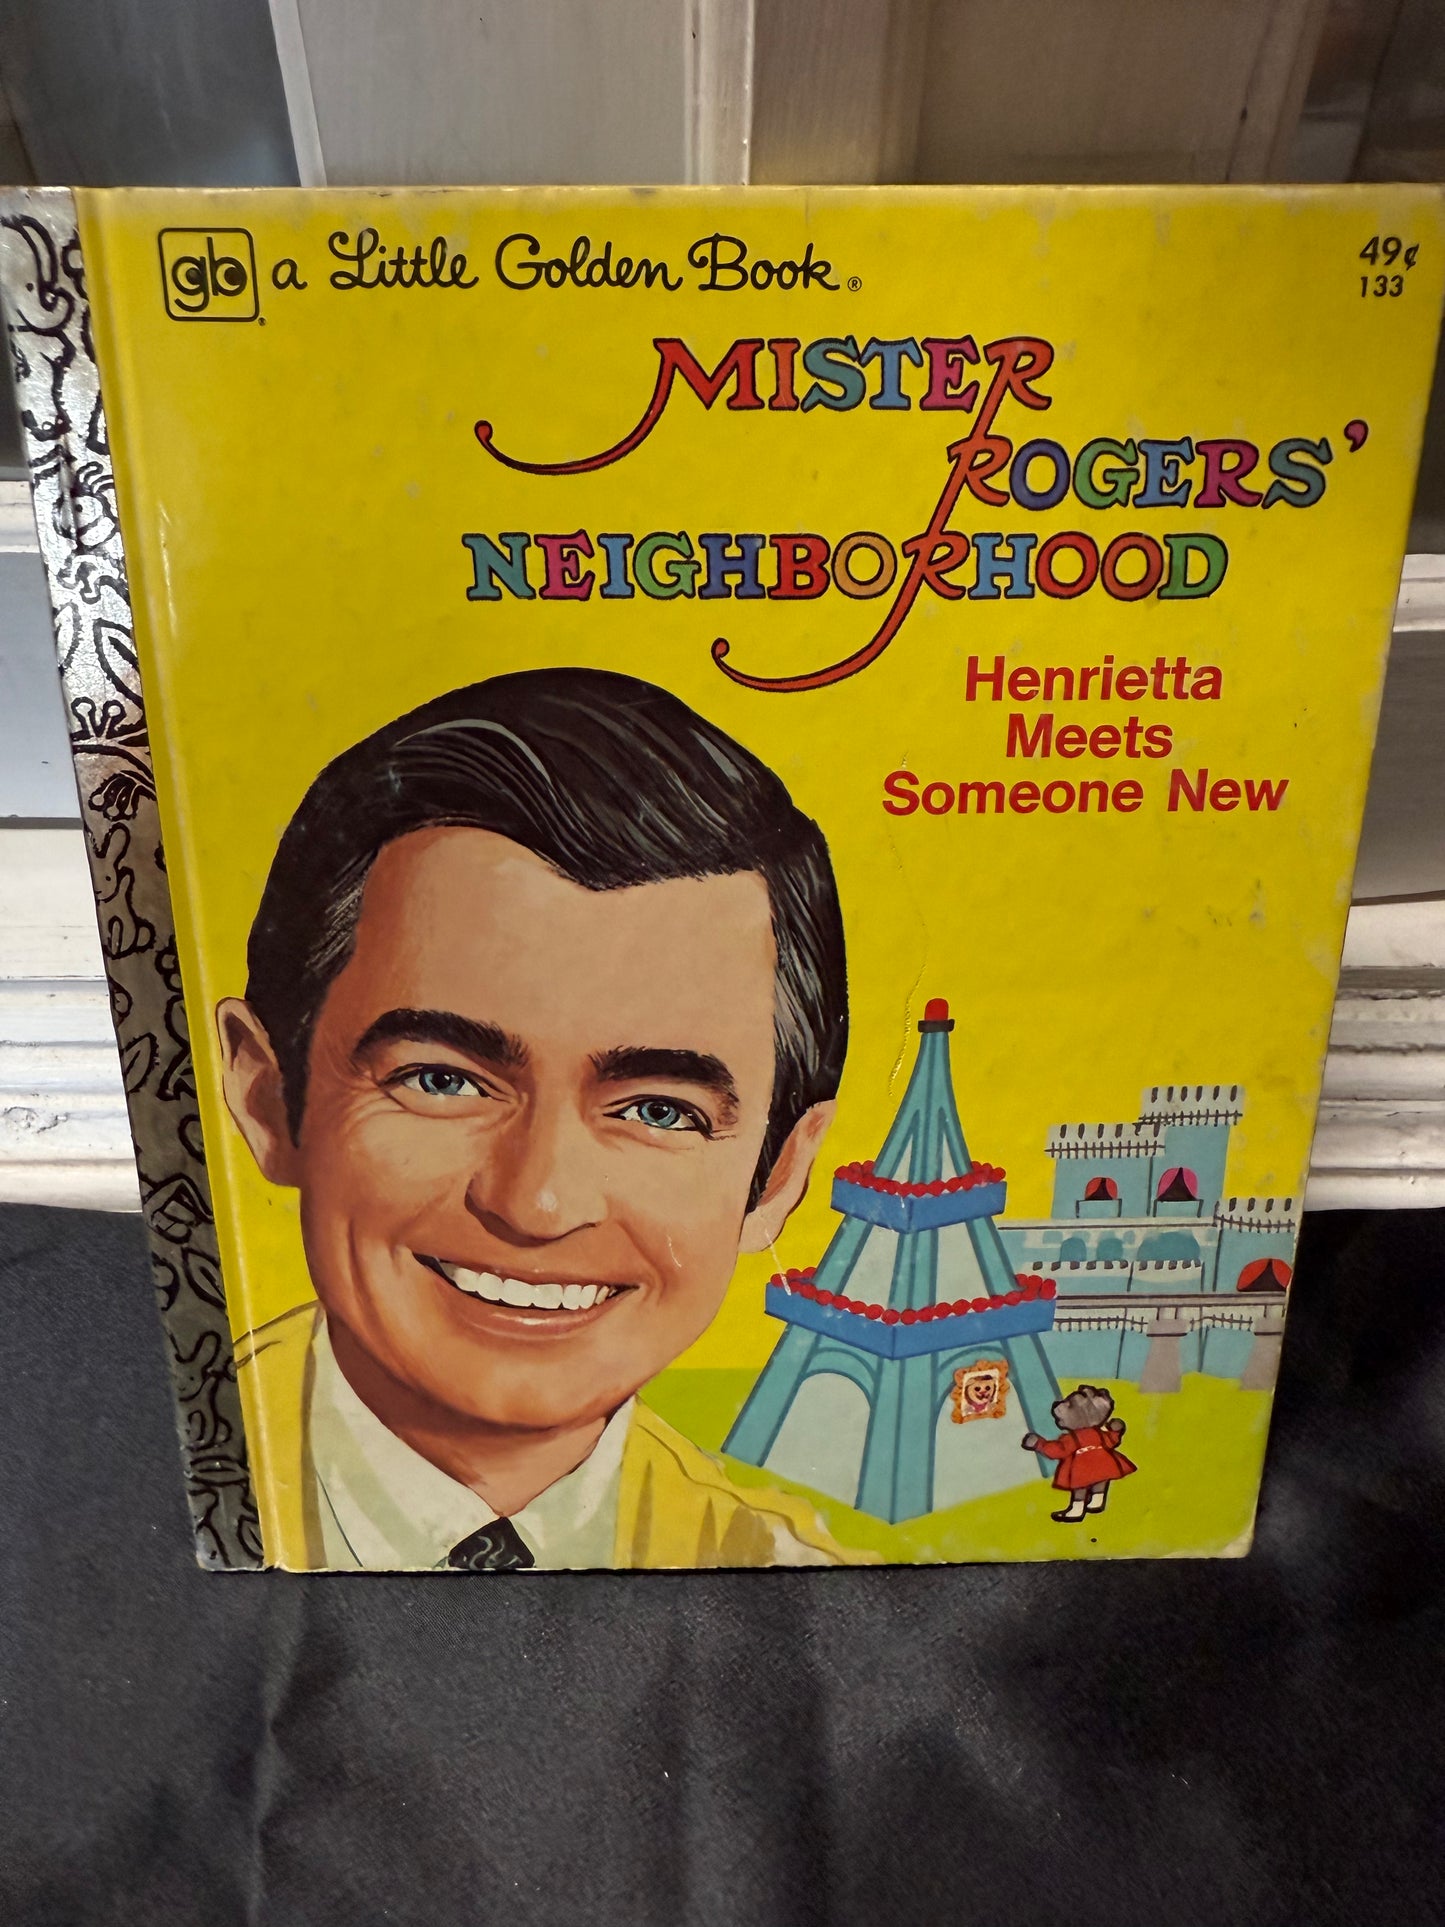 gb a Little Golden Book®
49¢
133
MISTER
ROGERS'
NEIGHBORHOOD
Henrietta
Meets
Someone New